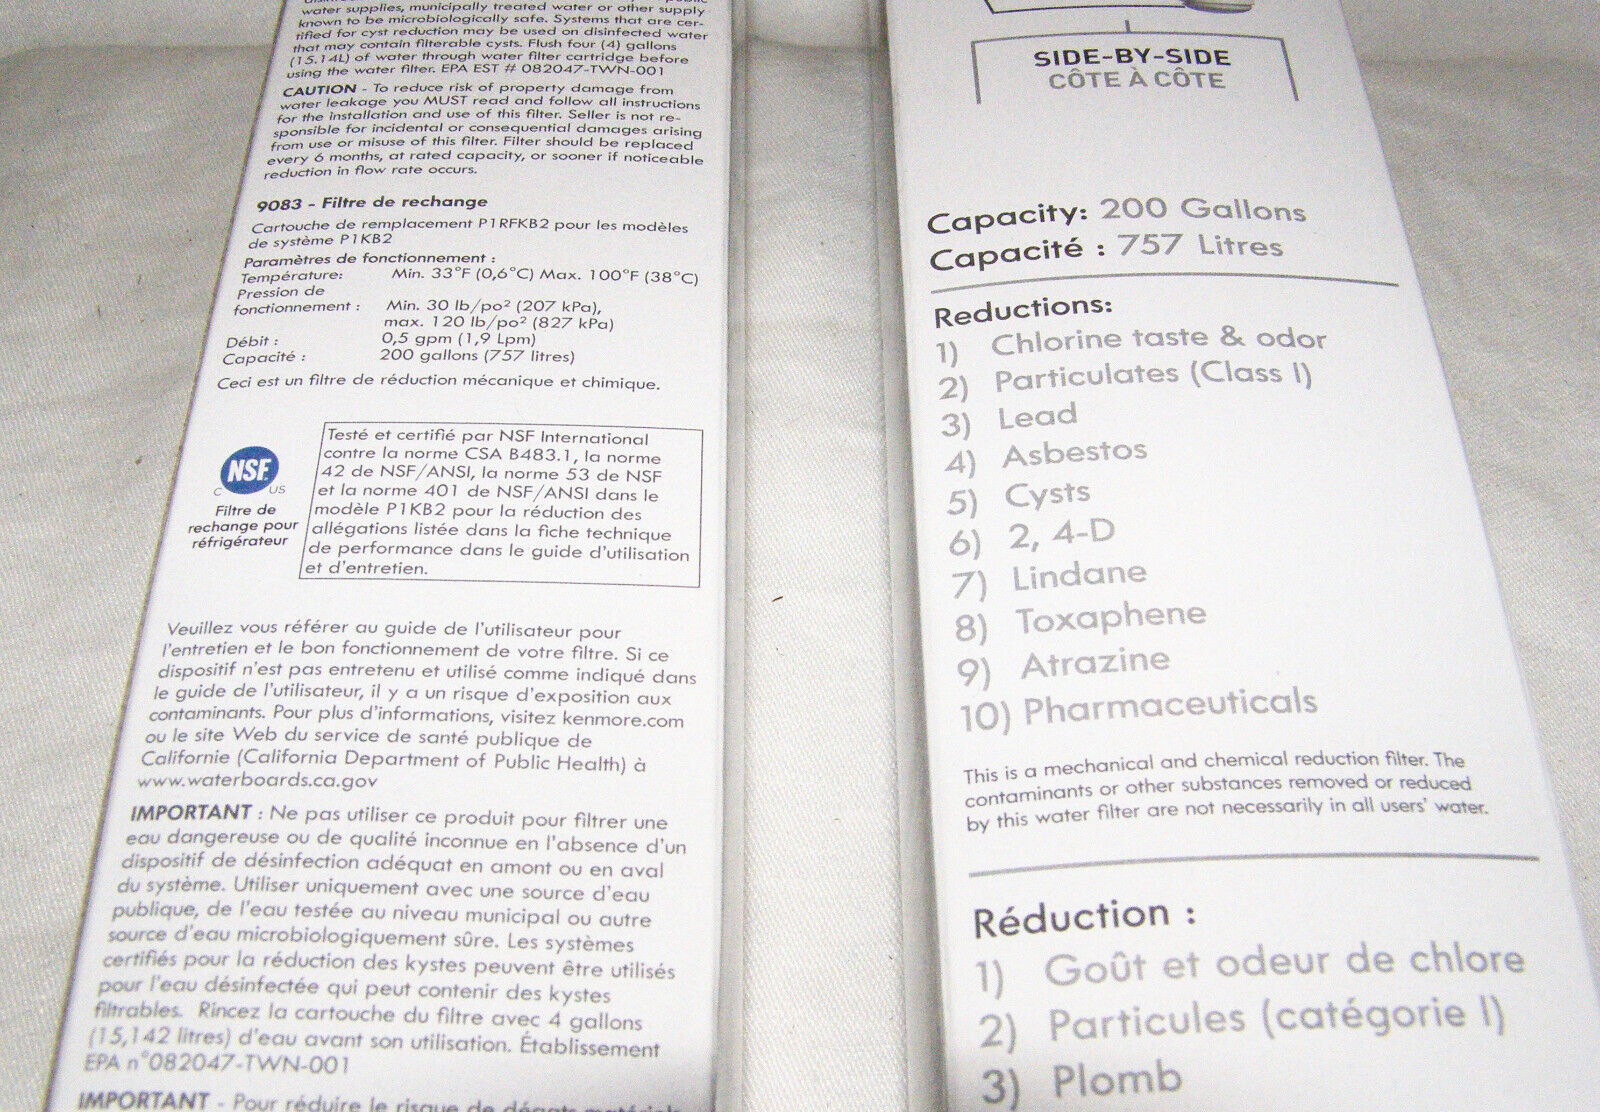 water supplies, municipally treated water or other supply
known to be microbiologically safe. Systems that are cer-
tified for cyst reduction may be used on disinfected water
that may contain filterable cysts. Flush four (4) gallons
(15.14L) of water through water filter cartridge before
using the water filter. EPA EST # 082047-TWN-001
CAUTION - To reduce risk of property damage from
water leakage you MUST read and follow all instructions
for the installation and use of this filter. Seller is not re-
sponsible for incidental or consequential damages arising
from use or misuse of this filter. Filter should be replaced
every 6 months, at rated capacity, or sooner if noticeable
reduction in flow rate occurs.
9083 - Filtre de rechange
Cartouche de remplacement P1RFKB2 pour les modèles
de système P1KB2
Paramètres de fonctionnement :
Température: Min. 33°F (0,6°C) Max. 100°F (38°C)
Pression de
fonctionnement : Min. 30 lb/po² (207 kPa),
max. 120 lb/po² (827 kPa)
Débit : 0,5 gpm (1,9 Lpm)
Capacité : 200 gallons (757 litres)
Ceci est un filtre de réduction mécanique et chimique.
NSF.
C US
Filtre de
rechange pour
réfrigérateur
Testé et certifié par NSF International
contre la norme CSA B483.1, la norme
42 de NSF/ANSI, la norme 53 de NSF
et la norme 401 de NSF/ANSI dans le
modèle P1KB2 pour la réduction des
allégations listée dans la fiche technique
de performance dans le guide d'utilisation
et d'entretien.
Veuillez vous référer au guide de l'utilisateur pour
l'entretien et le bon fonctionnement de votre filtre. Si ce
dispositif n'est pas entretenu et utilisé comme indiqué dans
le guide de l'utilisateur, il y a un risque d'exposition aux
contaminants. Pour plus d'informations, visitez kenmore.com
ou le site Web du service de santé publique de
Californie (California Department of Public Health) à
www.waterboards.ca.gov
IMPORTANT : Ne pas utiliser ce produit pour filtrer une
eau dangereuse ou de qualité inconnue en l'absence d'un
dispositif de désinfection adéquat en amont ou en aval
du système. Utiliser uniquement avec une source d'eau
publique, de l'eau testée au niveau municipal ou autre
source d'eau microbiologiquement sûre. Les systèmes
certifiés pour la réduction des kystes peuvent être utilisés
pour l'eau désinfectée qui peut contenir des kystes
filtrables. Rincez la cartouche du filtre avec 4 gallons
(15,142 litres) d'eau avant son utilisation. Établissement
EPA n°082047-TWN-001
IMPORTANT - Pour réduire le risque de dégats matériels
SIDE-BY-SIDE
CÔTE À CÔTE
Capacity: 200 Gallons
Capacité : 757 Litres
Reductions:
1) Chlorine taste & odor
2) Particulates (Class I)
3) Lead
4) Asbestos
5) Cysts
6) 2, 4-D
7) Lindane
8) Toxaphene
9) Atrazine
10) Pharmaceuticals
This is a mechanical and chemical reduction filter. The
contaminants or other substances removed or reduced
by this water filter are not necessarily in all users' water.
Réduction :
1) Goût et odeur de chlore
2) Particules (catégorie I)
3) Plomb